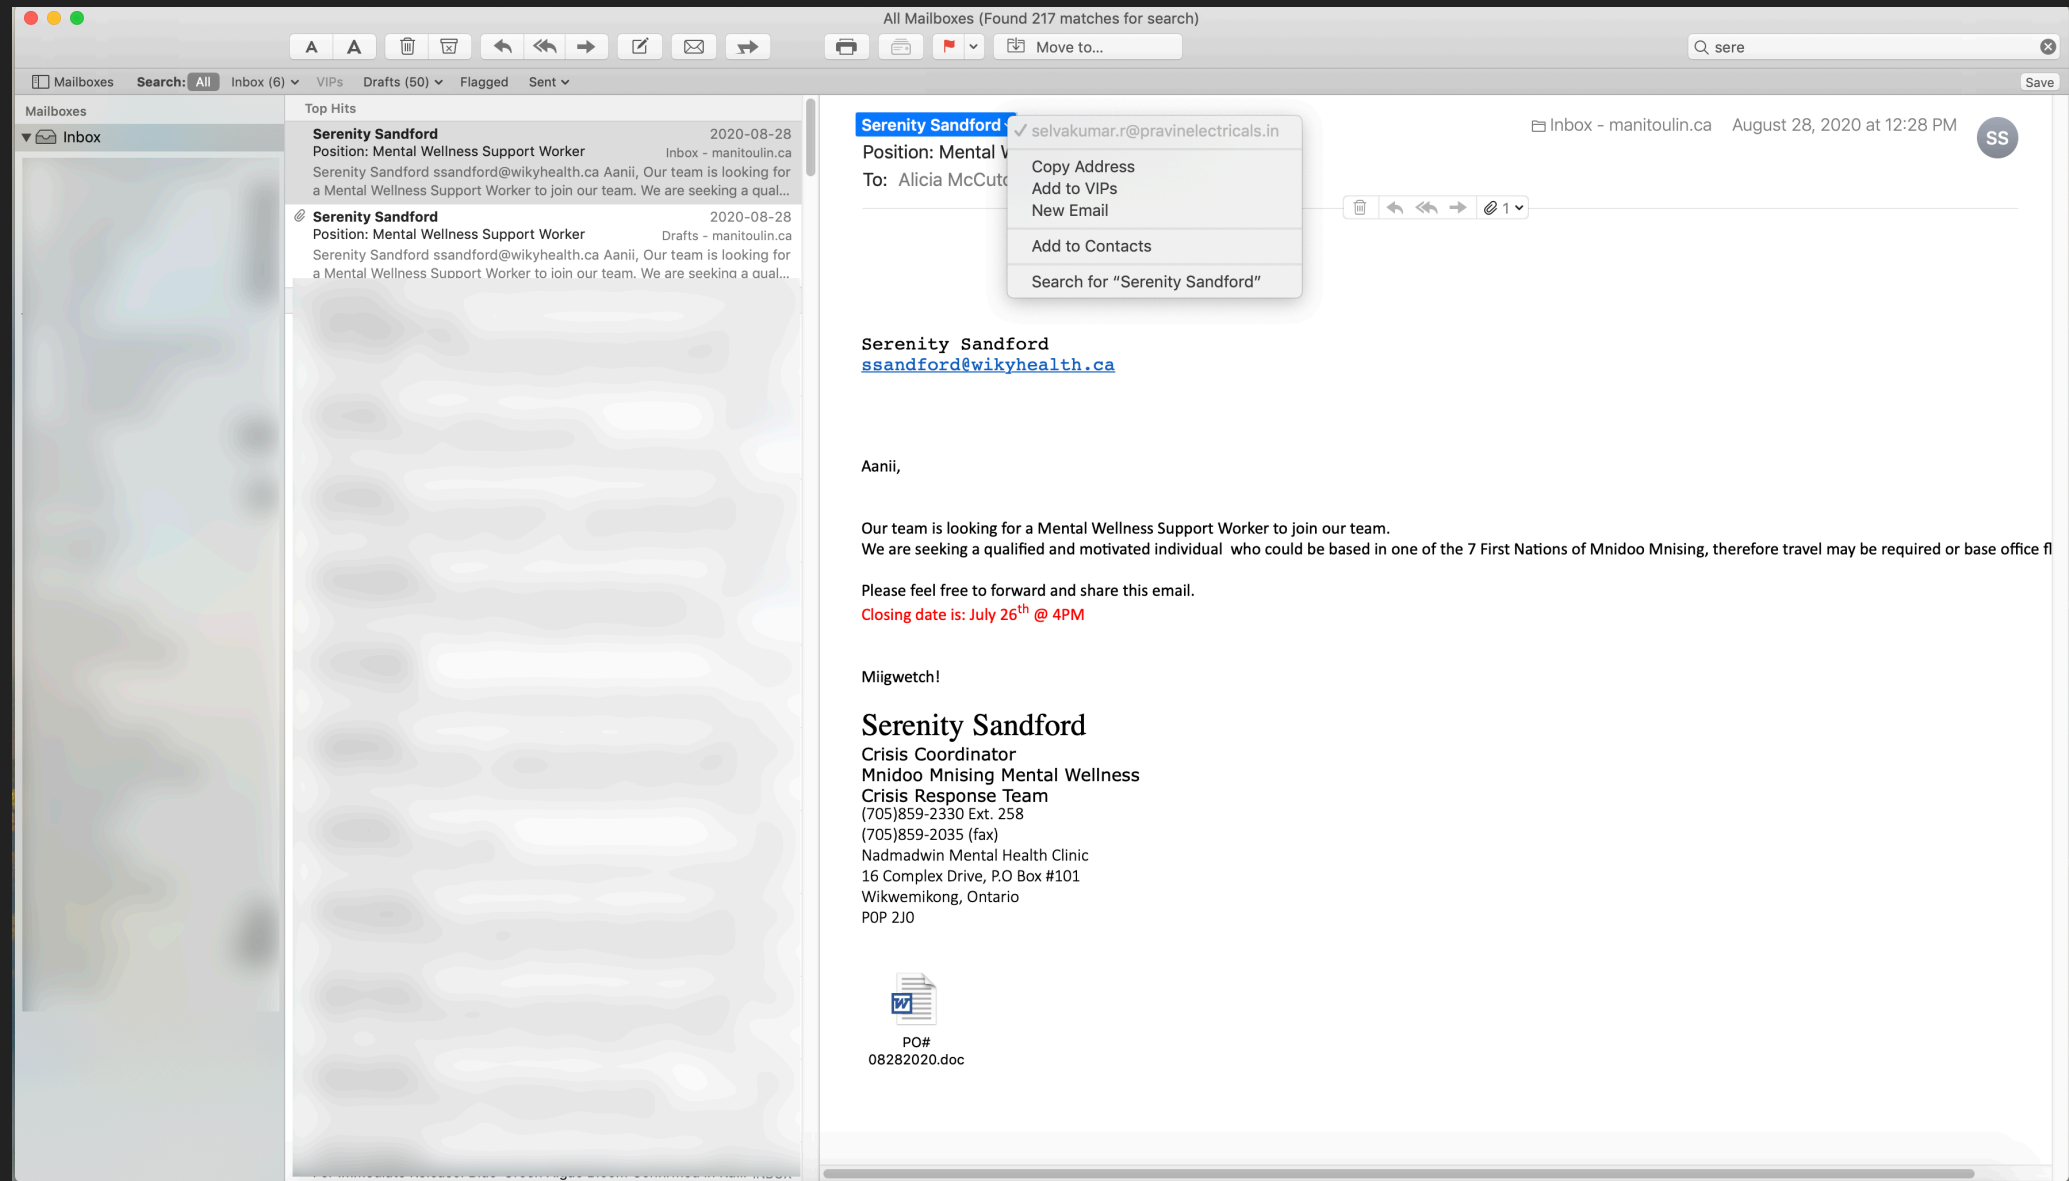 All Mailboxes (Found 217 matches for search)
A A
Move to...
sere
Mailboxes Search: All Inbox (6) VIPs Drafts (50) Flagged Sent
Save
Mailboxes
Inbox
Top Hits
Serenity Sandford 2020-08-28
Position: Mental Wellness Support Worker Inbox - manitoulin.ca
Serenity Sandford ssandford@wikyhealth.ca Aanii, Our team is looking for
a Mental Wellness Support Worker to join our team. We are seeking a qual...
Serenity Sandford 2020-08-28
Position: Mental Wellness Support Worker Drafts - manitoulin.ca
Serenity Sandford ssandford@wikyhealth.ca Aanii, Our team is looking for
a Mental Wellness Support Worker to join our team. We are seeking a qual...
Serenity Sandford
Inbox - manitoulin.ca August 28, 2020 at 12:28 PM
SS
Position: Mental
To: Alicia
1
selvakumar.r@pravinelectricals.in
Copy Address
Add to VIPs
New Email
Add to Contacts
Search for “Serenity Sandford”
Serenity Sandford
ssandford@wikyhealth.ca
Aanii,
Our team is looking for a Mental Wellness Support Worker to join our team.
We are seeking a qualified and motivated individual who could be based in one of the 7 First Nations of Mnidoo Mnising, therefore travel may be required or base office fl
Please feel free to forward and share this email.
Closing date is: July 26th @ 4PM
Miigwetch!
Serenity Sandford
Crisis Coordinator
Mnidoo Mnising Mental Wellness
Crisis Response Team
(705)859-2330 Ext. 258
(705)859-2035 (fax)
Nadmadwin Mental Health Clinic
16 Complex Drive, P.O Box #101
Wikwemikong, Ontario
P0P 2J0
W
PO#
08282020.doc